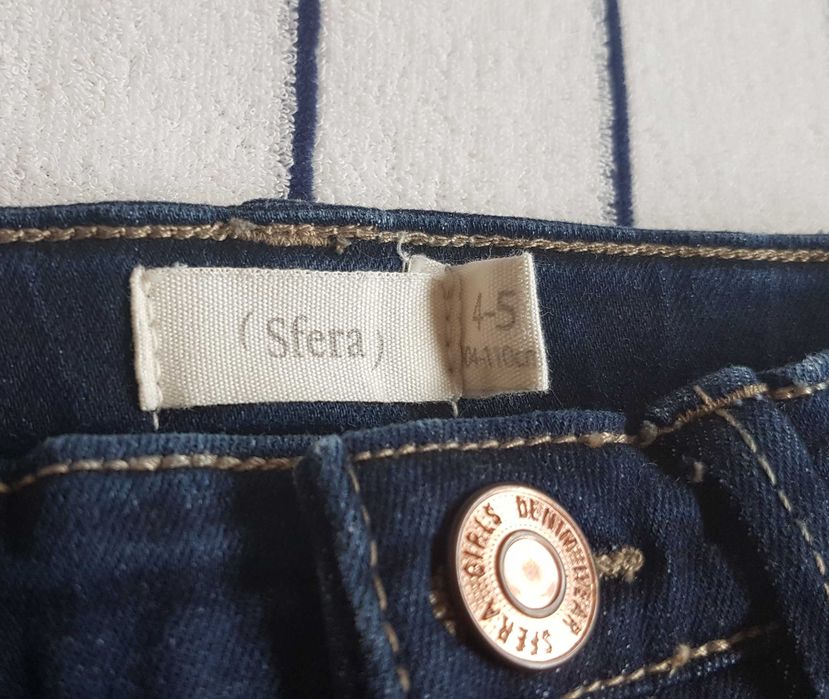 ( Sfera )
4-5
104-110cm
SFERA GIRLS DENIMWEAR